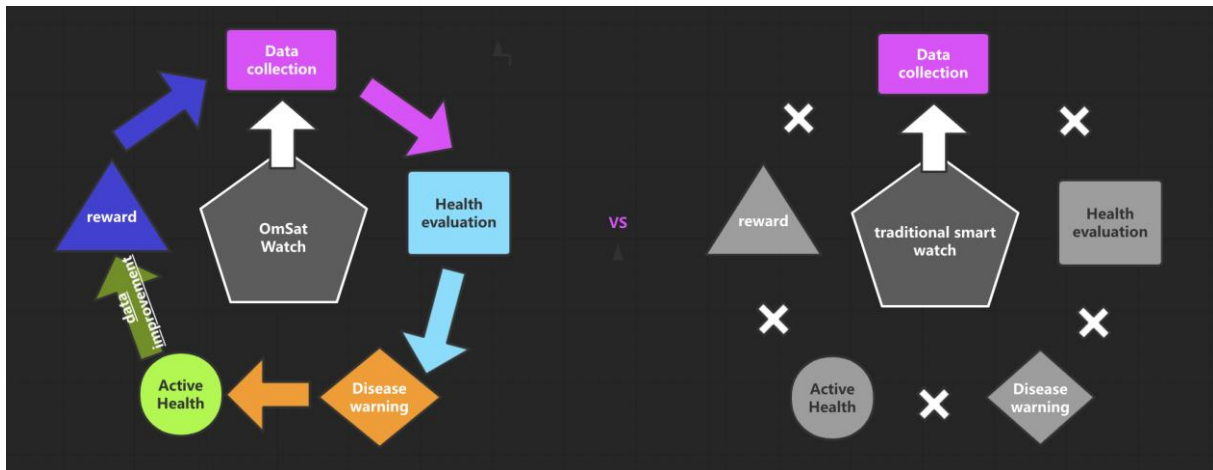 Data
collection
Health
evaluation
Disease
warning
Active
Health
data
improvement
reward
OmSat
Watch
VS
Data
collection
Health
evaluation
Disease
warning
Active
Health
reward
traditional smart
watch